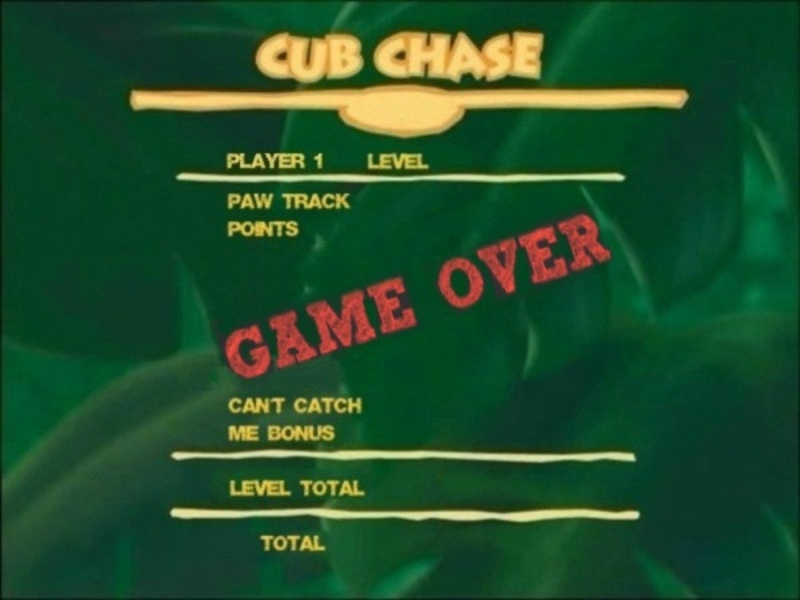 CUB CHASE
PLAYER 1 LEVEL
PAW TRACK
POINTS
GAME OVER
CAN'T CATCH
ME BONUS
LEVEL TOTAL
TOTAL